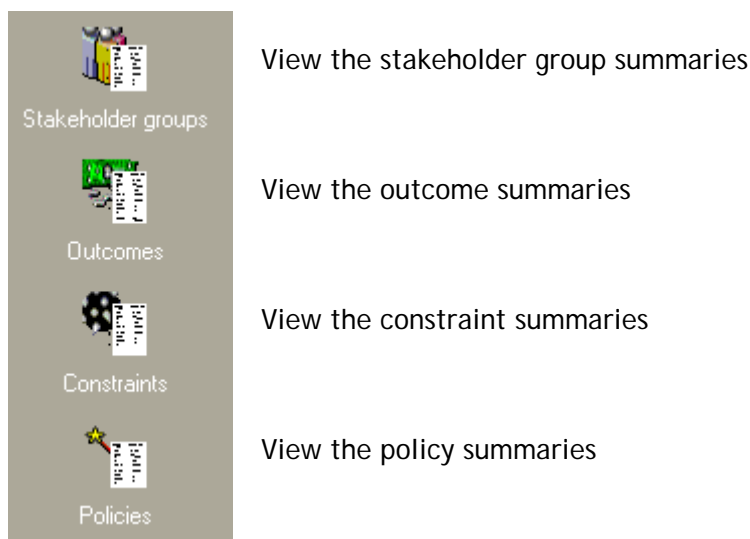 View the stakeholder group summaries
Stakeholder groups
View the outcome summaries
Outcomes
View the constraint summaries
Constraints
View the policy summaries
Policies